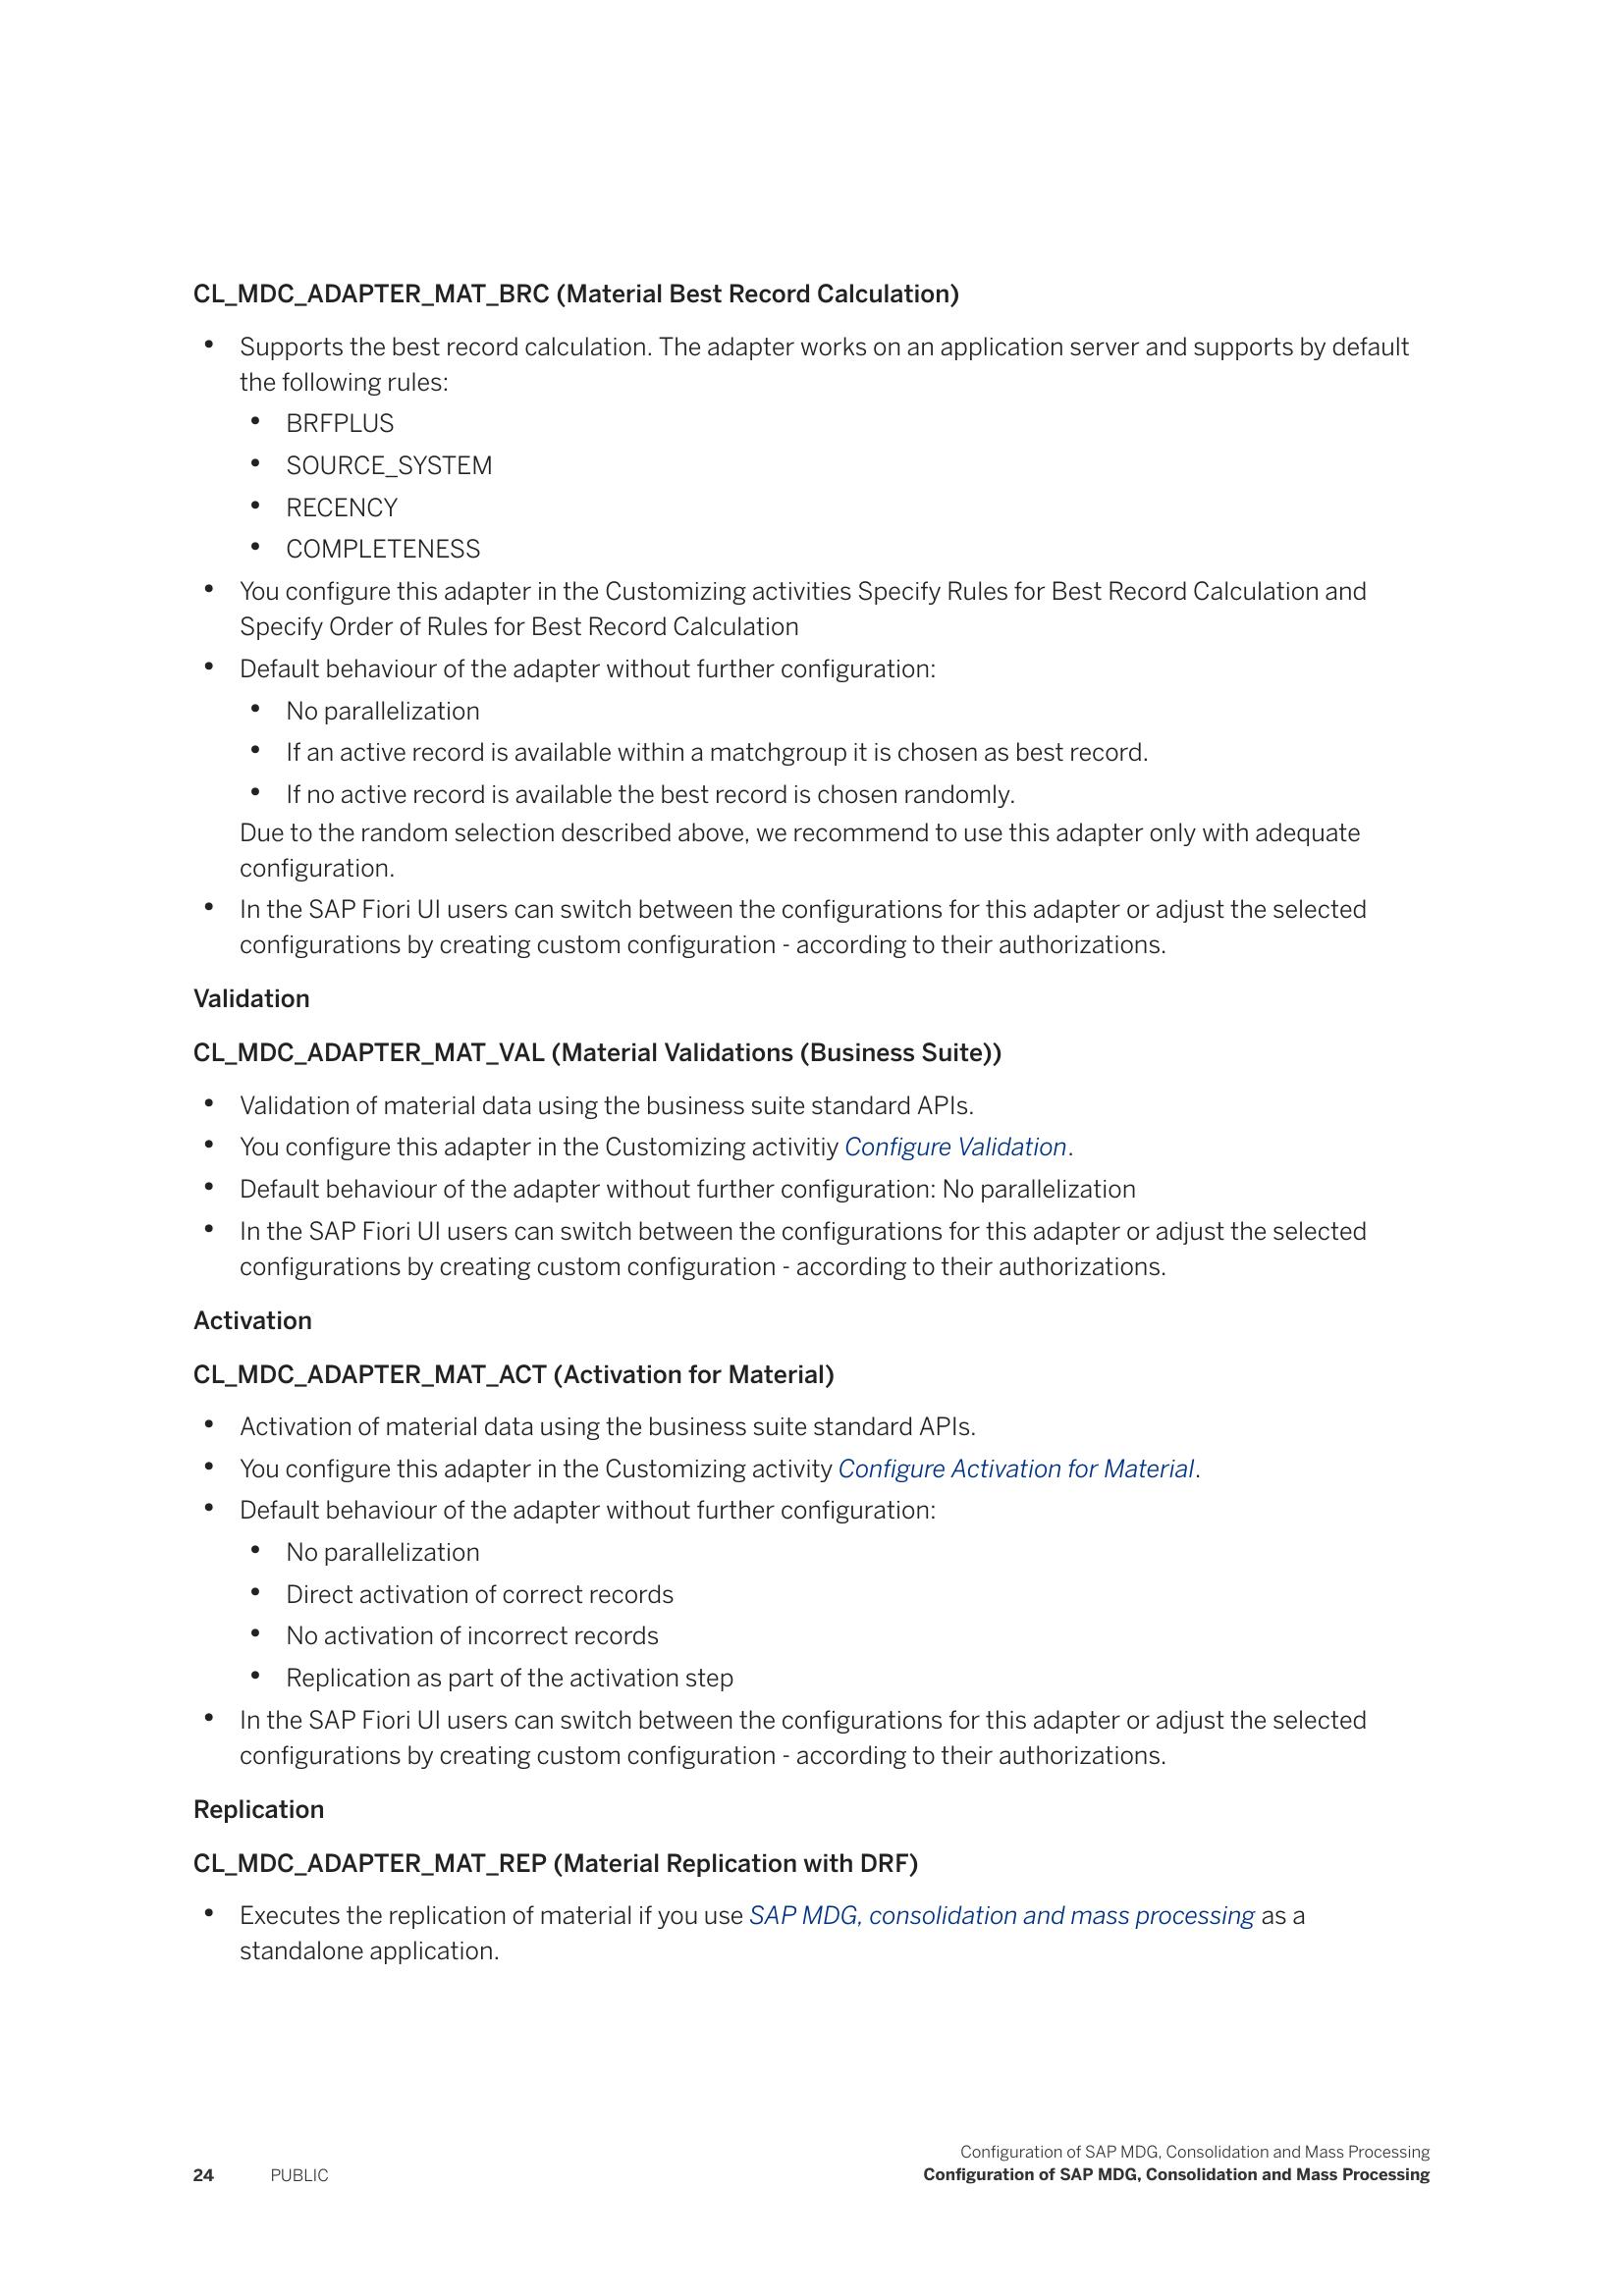 CL_MDC_ADAPTER_MAT_BRC (Material Best Record Calculation)
• Supports the best record calculation. The adapter works on an application server and supports by default
the following rules:
• BRFPLUS
• SOURCE_SYSTEM
• RECENCY
• COMPLETENESS
• You configure this adapter in the Customizing activities Specify Rules for Best Record Calculation and
Specify Order of Rules for Best Record Calculation
• Default behaviour of the adapter without further configuration:
• No parallelization
• If an active record is available within a matchgroup it is chosen as best record.
• If no active record is available the best record is chosen randomly.
Due to the random selection described above, we recommend to use this adapter only with adequate
configuration.
• In the SAP Fiori UI users can switch between the configurations for this adapter or adjust the selected
configurations by creating custom configuration - according to their authorizations.
Validation
CL_MDC_ADAPTER_MAT_VAL (Material Validations (Business Suite))
• Validation of material data using the business suite standard APIs.
• You configure this adapter in the Customizing activitiy Configure Validation.
• Default behaviour of the adapter without further configuration: No parallelization
• In the SAP Fiori UI users can switch between the configurations for this adapter or adjust the selected
configurations by creating custom configuration - according to their authorizations.
Activation
CL_MDC_ADAPTER_MAT_ACT (Activation for Material)
• Activation of material data using the business suite standard APIs.
• You configure this adapter in the Customizing activity Configure Activation for Material.
• Default behaviour of the adapter without further configuration:
• No parallelization
• Direct activation of correct records
• No activation of incorrect records
• Replication as part of the activation step
• In the SAP Fiori UI users can switch between the configurations for this adapter or adjust the selected
configurations by creating custom configuration - according to their authorizations.
Replication
CL_MDC_ADAPTER_MAT_REP (Material Replication with DRF)
• Executes the replication of material if you use SAP MDG, consolidation and mass processing as a
standalone application.
Configuration of SAP MDG, Consolidation and Mass Processing
24 PUBLIC Configuration of SAP MDG, Consolidation and Mass Processing